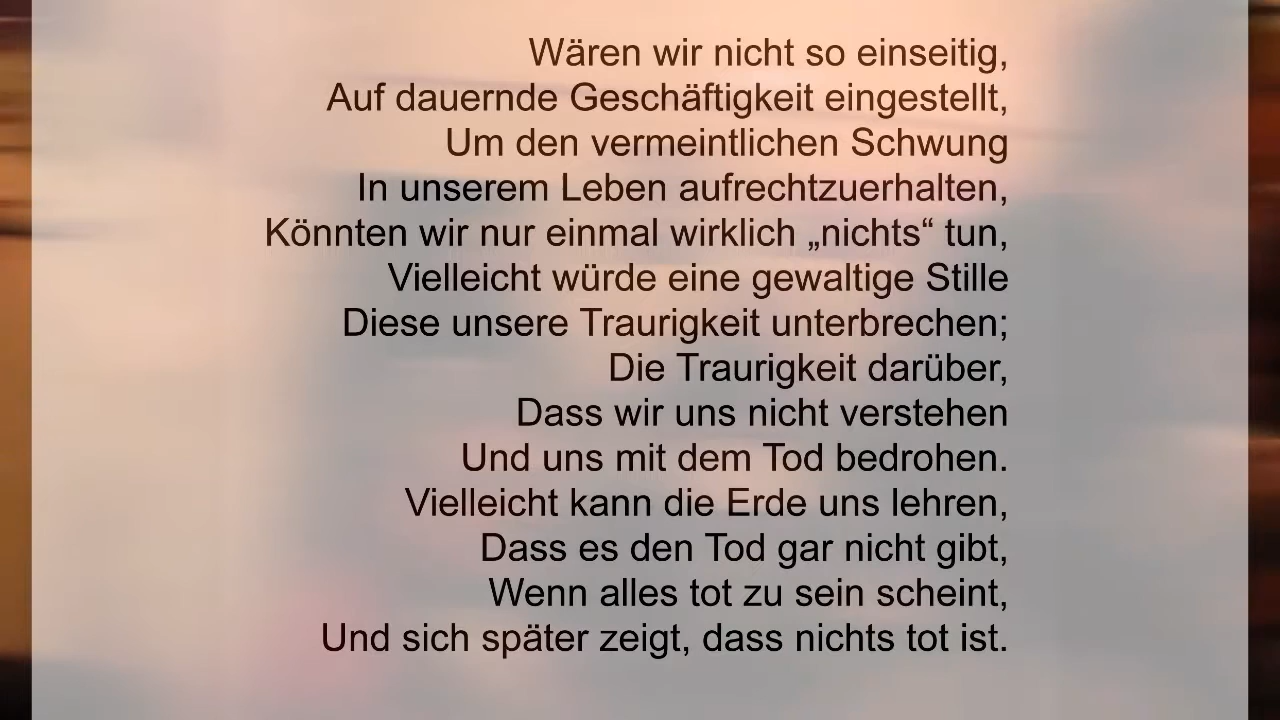 Wären wir nicht so einseitig,
Auf dauernde Geschäftigkeit eingestellt,
Um den vermeintlichen Schwung
In unserem Leben aufrechtzuerhalten,
Könnten wir nur einmal wirklich „nichts“ tun,
Vielleicht würde eine gewaltige Stille
Diese unsere Traurigkeit unterbrechen;
Die Traurigkeit darüber,
Dass wir uns nicht verstehen
Und uns mit dem Tod bedrohen.
Vielleicht kann die Erde uns lehren,
Dass es den Tod gar nicht gibt,
Wenn alles tot zu sein scheint,
Und sich später zeigt, dass nichts tot ist.